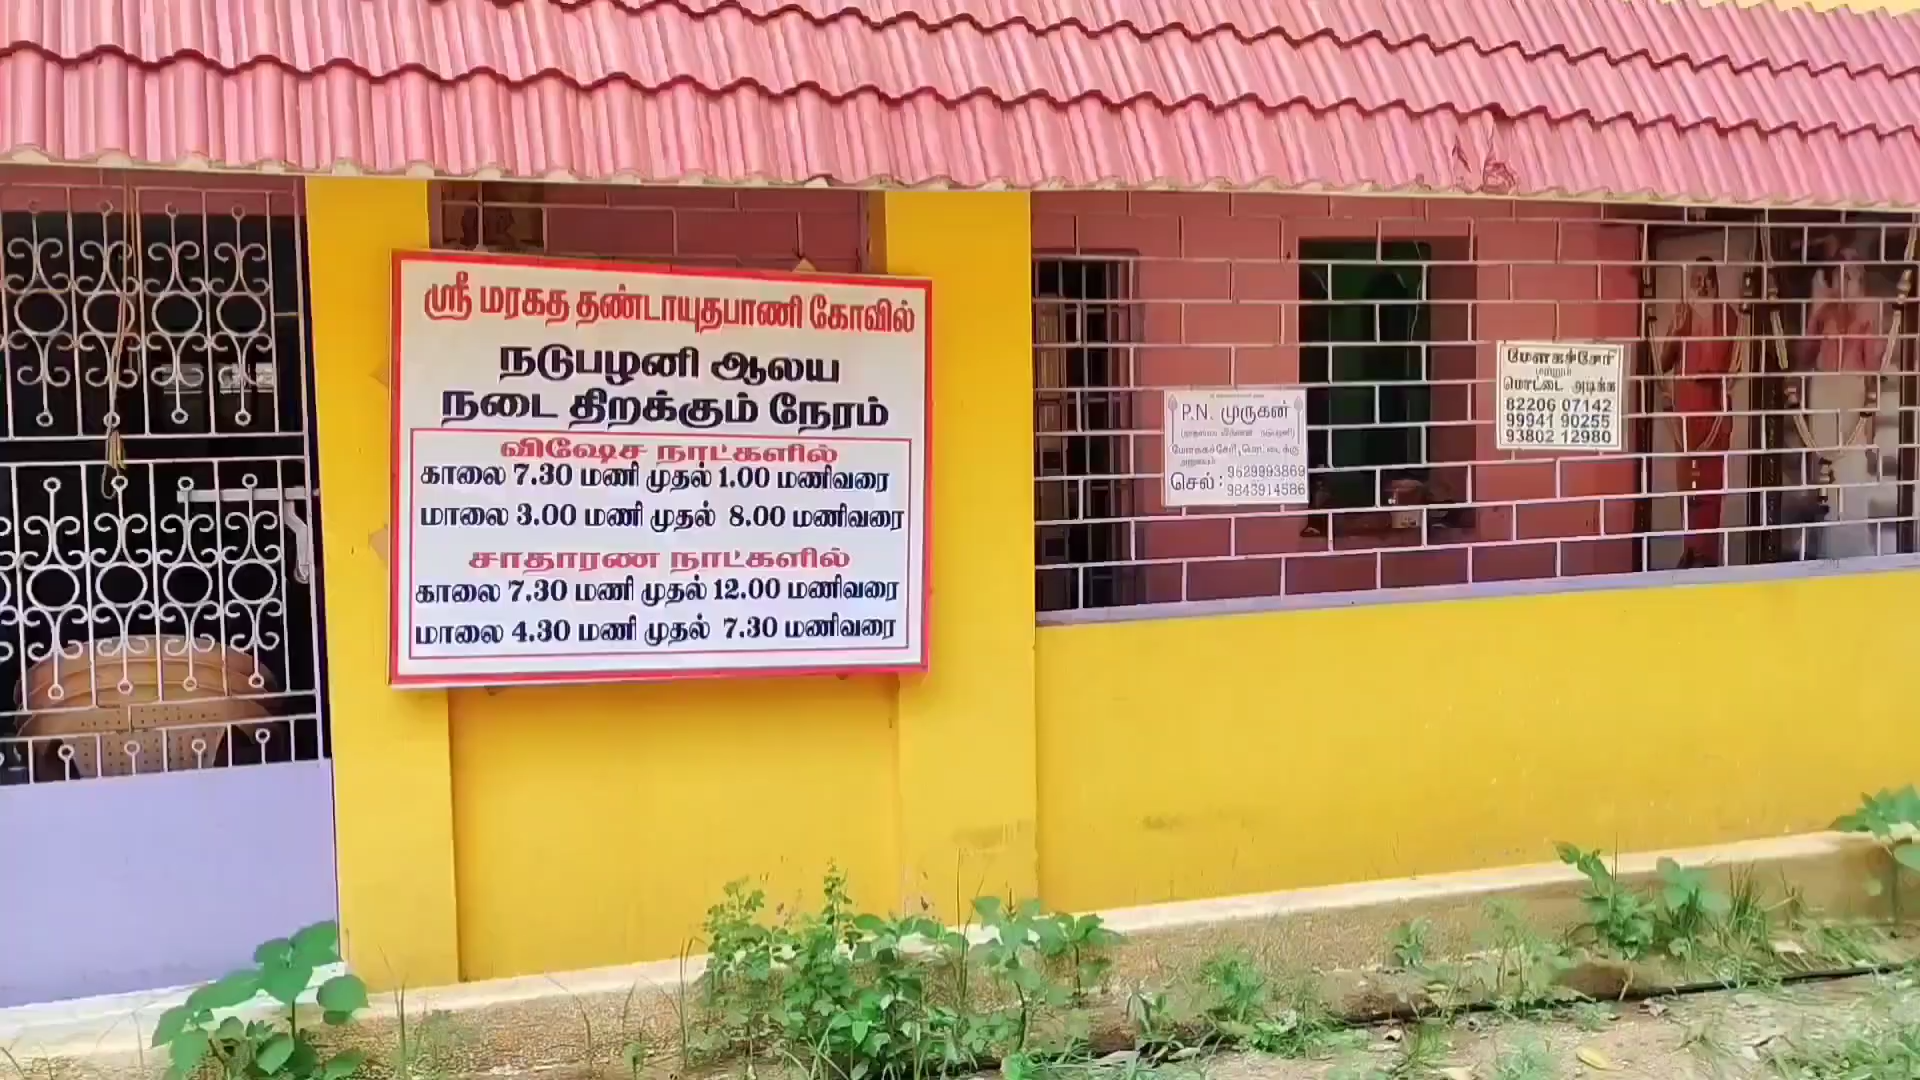 ஸ்ரீ மரகத தண்டாயுதபாணி கோவில்
நடுபழனி ஆலய
நடை திறக்கும் நேரம்
விஷேச நாட்களில்
காலை 7.30 மணி முதல் 1.00 மணிவரை
மாலை 3.00 மணி முதல் 8.00 மணிவரை
சாதாரண நாட்களில்
காலை 7.30 மணி முதல் 12.00 மணிவரை
மாலை 4.30 மணி முதல் 7.30 மணிவரை
P.N. முருகன்
செல் : 9629993869
9843914586
மேளகச்சேரி
மற்றும்
மொட்டை அடிக்க
82206 07142
99941 90255
93802 12980